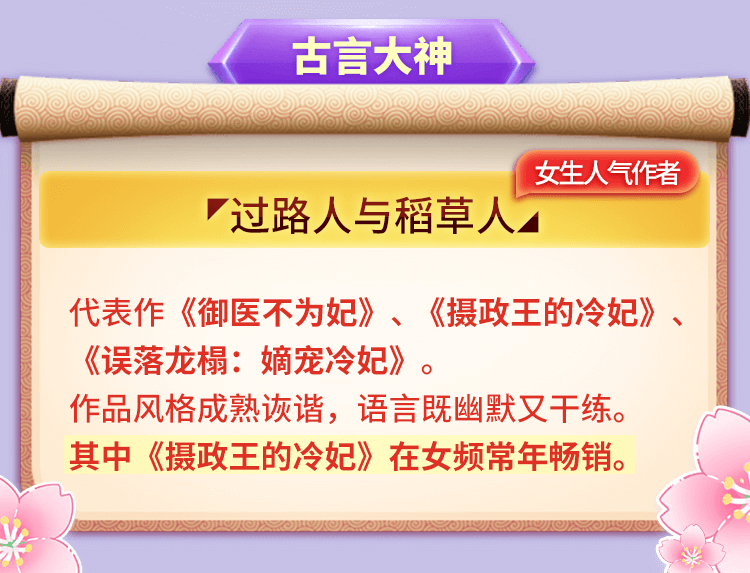 古言大神
女生人气作者
过路人与稻草人
代表作《御医不为妃》、《摄政王的冷妃》、
《误落龙榻：嫡宠冷妃》。
作品风格成熟诙谐，语言既幽默又干练。
其中《摄政王的冷妃》在女频常年畅销。